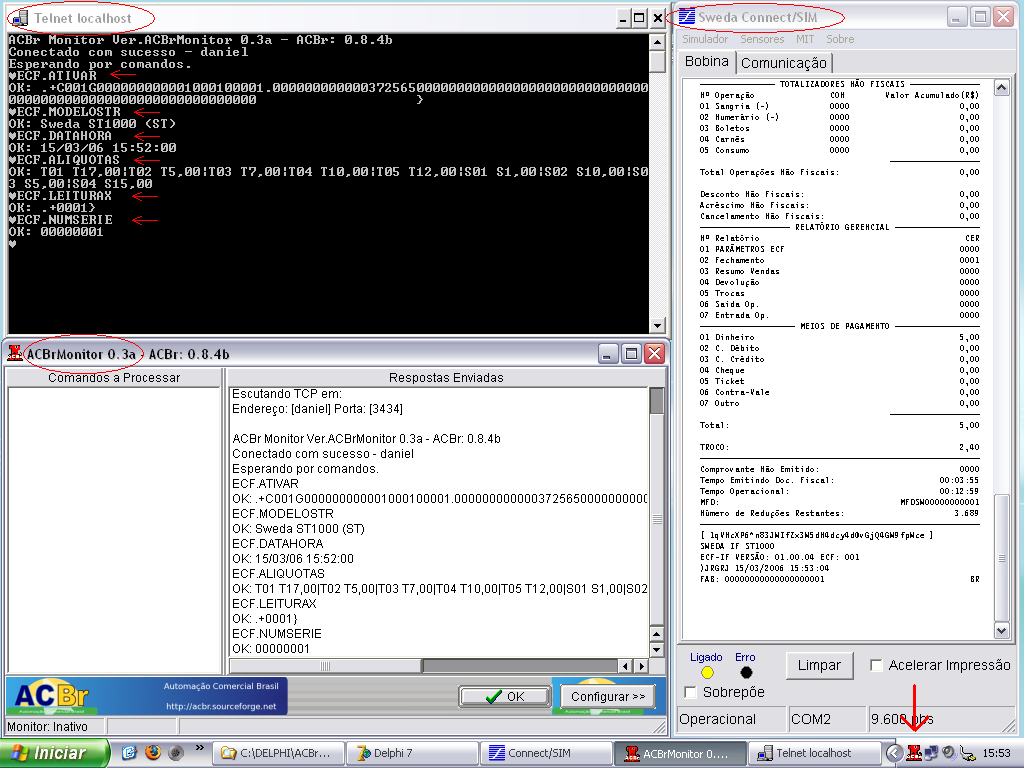 Telnet localhost
ACBr Monitor Ver.ACBrMonitor 0.3a - ACBr: 0.8.4b
Conectado com sucesso - daniel
Esperando por comandos.
♥ECF.ATIVAR
♥ECF.MODELOSTR
OK: Sweda ST1000 (ST)
♥ECF.DATAHORA
OK: 15/03/06 15:52:00
♥ECF.ALIQUOTAS
OK: T01 T17,00¦T02 T5,00¦T03 T7,00¦T04 T10,00¦T05 T12,00¦S01 S1,00¦S02 S10,00¦S0
3 S5,00¦S04 S15,00
♥ECF.LEITURAX
OK: .+0001}
♥ECF.NUMSERIE
OK: 00000001
♥
ACBrMonitor 0.3a - ACBr: 0.8.4b
Comandos a Processar
Respostas Enviadas
Escutando TCP em:
Endereço: [daniel] Porta: [3434]
ACBr Monitor Ver.ACBrMonitor 0.3a - ACBr: 0.8.4b
Conectado com sucesso - daniel
Esperando por comandos.
ECF.ATIVAR
ECF.MODELOSTR
OK: Sweda ST1000 (ST)
ECF.DATAHORA
OK: 15/03/06 15:52:00
ECF.ALIQUOTAS
OK: T01 T17,00|T02 T5,00|T03 T7,00|T04 T10,00|T05 T12,00|S01 S1,00|S02
ECF.LEITURAX
OK: .+0001}
ECF.NUMSERIE
OK: 00000001
ACBr
Automação Comercial Brasil
http://acbr.sourceforge.net
OK
Configurar >>
Monitor: Inativo
Sweda Connect/SIM
Simulador Sensores MIT Sobre
Bobina Comunicação
TOTALIZADORES NÃO FISCAIS
Nº Operação CON Valor Acumulado(R$)
01 Sangria (-) 0000 0,00
02 Numerário (-) 0000 0,00
03 Boletos 0000 0,00
04 Carnês 0000 0,00
05 Consumo 0000 0,00
Total Operações Não Fiscais: 0,00
Desconto Não Fiscais: 0,00
Acréscimo Não Fiscais: 0,00
Cancelamento Não Fiscais: 0,00
RELATÓRIO GERENCIAL
Nº Relatório CER
01 PARÂMETROS ECF 0000
02 Fechamento 0001
03 Resumo Vendas 0000
04 Devolução 0000
05 Trocas 0000
06 Saída Op. 0000
07 Entrada Op. 0000
MEIOS DE PAGAMENTO
01 Dinheiro 5,00
02 C. Débito 0,00
03 C. Crédito 0,00
04 Cheque 0,00
05 Ticket 0,00
06 Contra-Vale 0,00
07 Outro 0,00
Total: 5,00
TROCO: 2,40
Comprovante Não Emitido: 0000
Tempo Emitindo Doc. Fiscal: 00:03:55
Tempo Operacional: 00:12:59
MFD: MFDSW00000000001
Número de Reduções Restantes: 3.689
SWEDA IF ST1000
ECF-IF VERSÃO: 01.00.04 ECF: 001
)JRGRJ 15/03/2006 15:53:04
FAB: 00000000000000000001 BR
Ligado Erro
Limpar
Acelerar Impressão
Sobrepõe
Operacional COM2 9.600 pbs
Iniciar
»
C:\DELPHI\ACBr...
Delphi 7
Connect/SIM
ACBrMonitor 0....
Telnet localhost
15:53